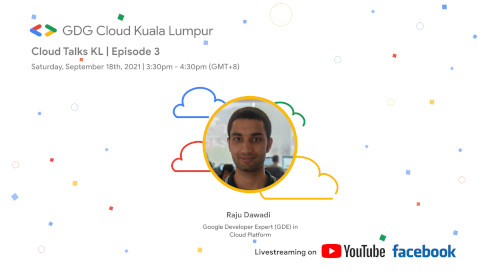 GDG Cloud Kuala Lumpur
Cloud Talks KL | Episode 3
Saturday, September 18th, 2021 | 3:30pm - 4:30pm (GMT+8)
Raju Dawadi
Google Developer Expert (GDE) in
Cloud Platform
Livestreaming on YouTube facebook